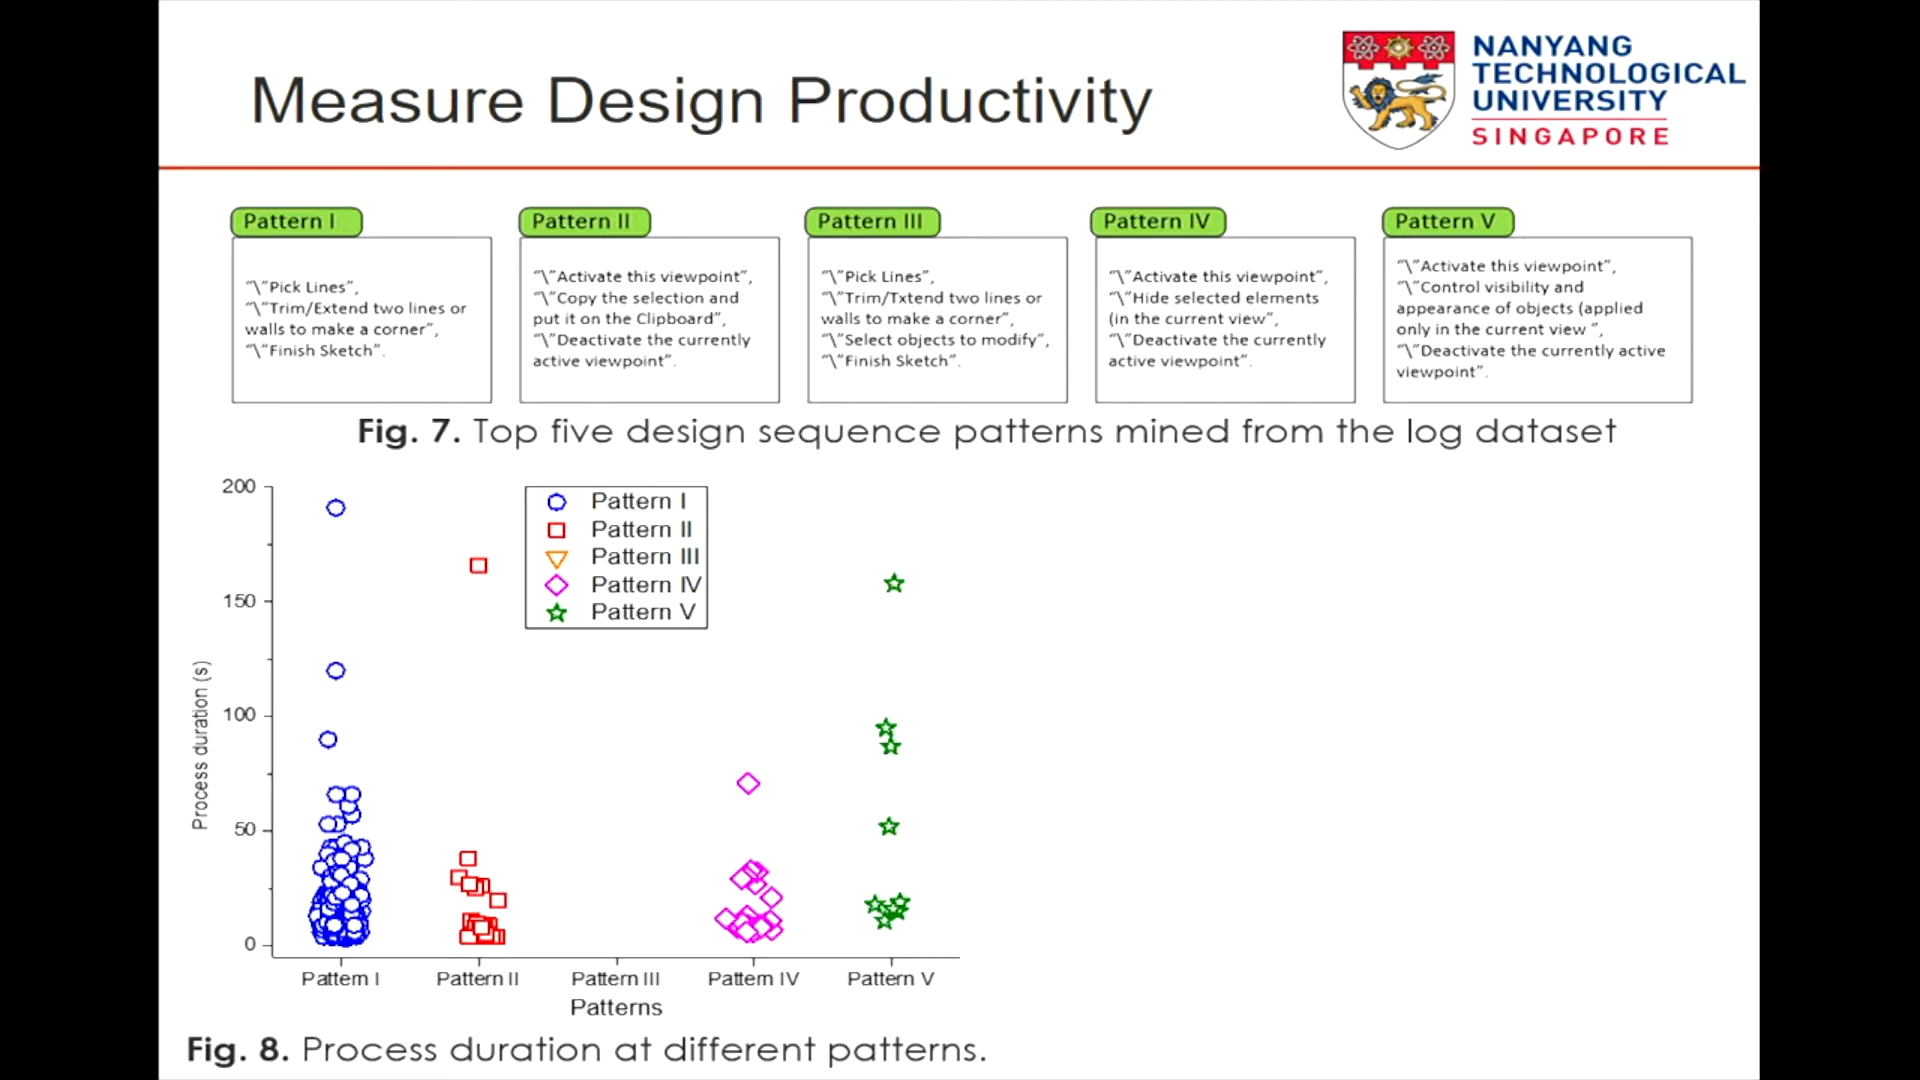 Measure Design Productivity
NANYANG
TECHNOLOGICAL
UNIVERSITY
SINGAPORE
Pattern I
"\"Pick Lines",
"\"Trim/Extend two lines or
walls to make a corner",
"\"Finish Sketch".
Pattern II
"\"Activate this viewpoint",
"\"Copy the selection and
put it on the Clipboard",
"\"Deactivate the currently
active viewpoint".
Pattern III
"\"Pick Lines",
"\"Trim/Txtend two lines or
walls to make a corner",
"\"Select objects to modify",
"\"Finish Sketch".
Pattern IV
"\"Activate this viewpoint",
"\"Hide selected elements
(in the current view",
"\"Deactivate the currently
active viewpoint".
Pattern V
"\"Activate this viewpoint",
"\"Control visibility and
appearance of objects (applied
only in the current view ",
"\"Deactivate the currently active
viewpoint".
Fig. 7. Top five design sequence patterns mined from the log dataset
200
150
100
50
0
Process duration (s)
Pattern I
Pattern II
Pattern III
Pattern IV
Pattern V
Pattern I
Pattern II
Pattern III
Pattern IV
Pattern V
Patterns
Fig. 8. Process duration at different patterns.